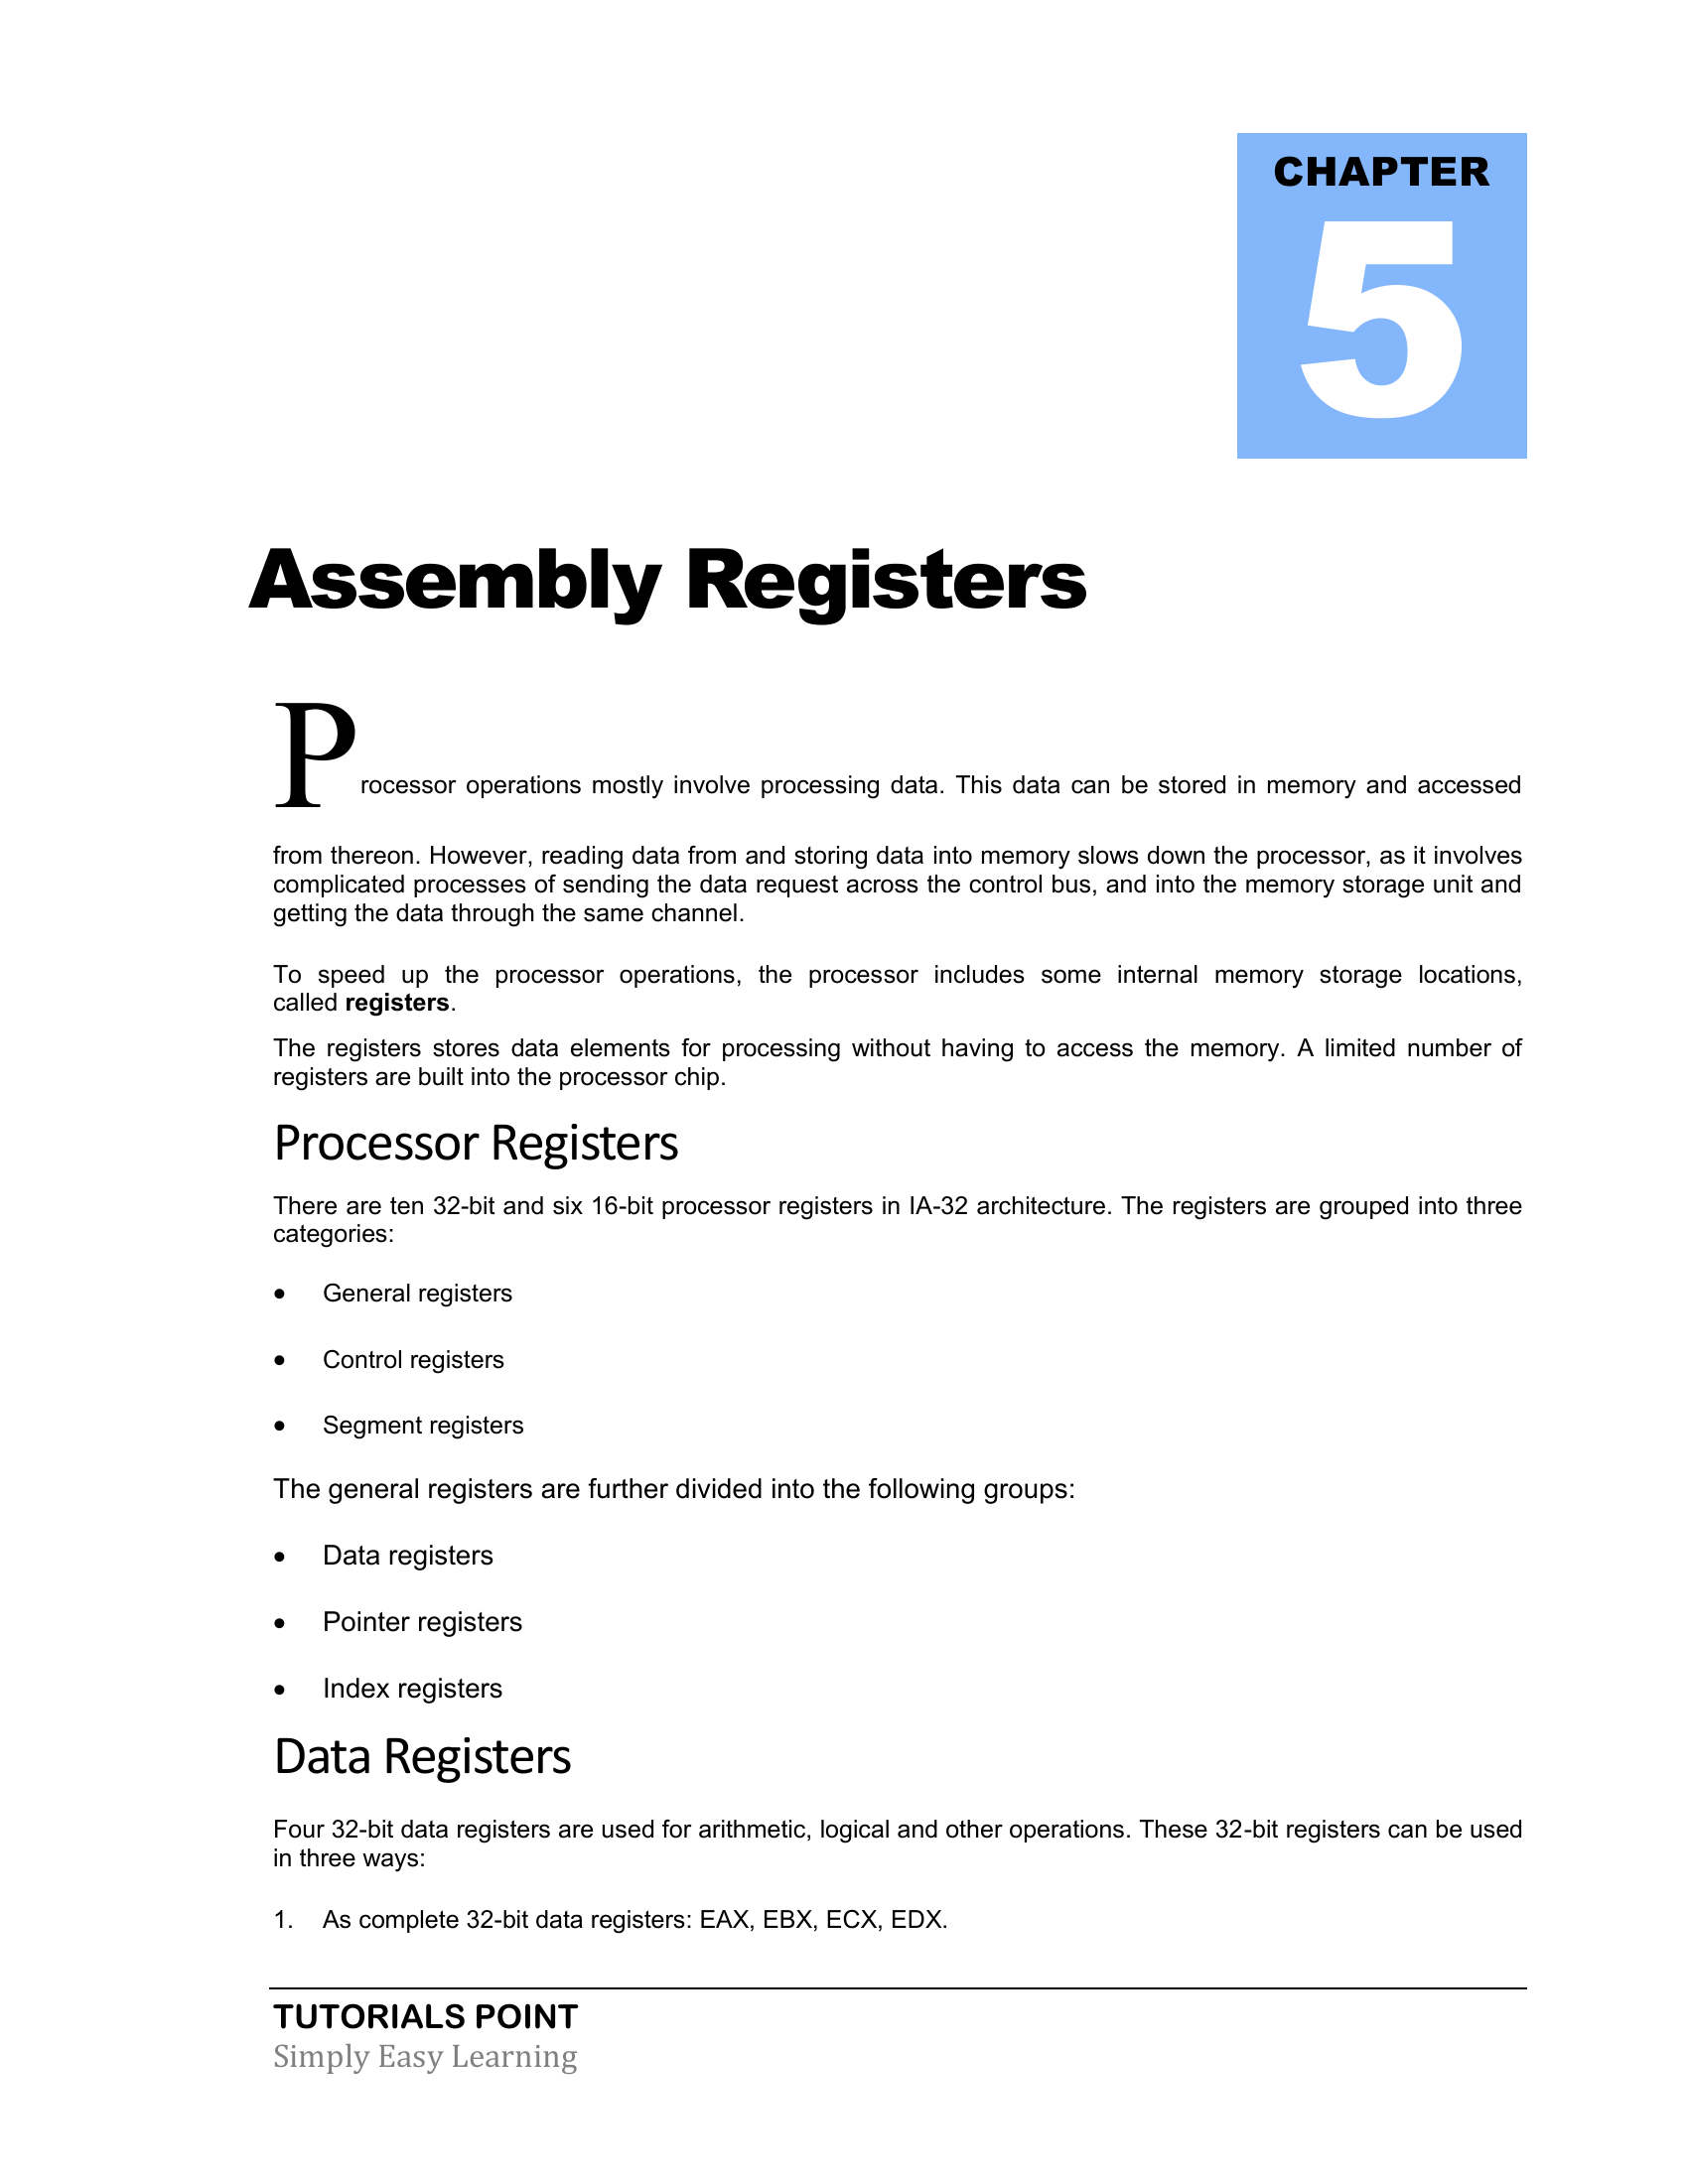 CHAPTER
5
Assembly Registers
Processor operations mostly involve processing data. This data can be stored in memory and accessed
from thereon. However, reading data from and storing data into memory slows down the processor, as it involves
complicated processes of sending the data request across the control bus, and into the memory storage unit and
getting the data through the same channel.
To speed up the processor operations, the processor includes some internal memory storage locations,
called registers.
The registers stores data elements for processing without having to access the memory. A limited number of
registers are built into the processor chip.
Processor Registers
There are ten 32-bit and six 16-bit processor registers in IA-32 architecture. The registers are grouped into three
categories:
• General registers
• Control registers
• Segment registers
The general registers are further divided into the following groups:
• Data registers
• Pointer registers
• Index registers
Data Registers
Four 32-bit data registers are used for arithmetic, logical and other operations. These 32-bit registers can be used
in three ways:
1. As complete 32-bit data registers: EAX, EBX, ECX, EDX.
TUTORIALS POINT
Simply Easy Learning